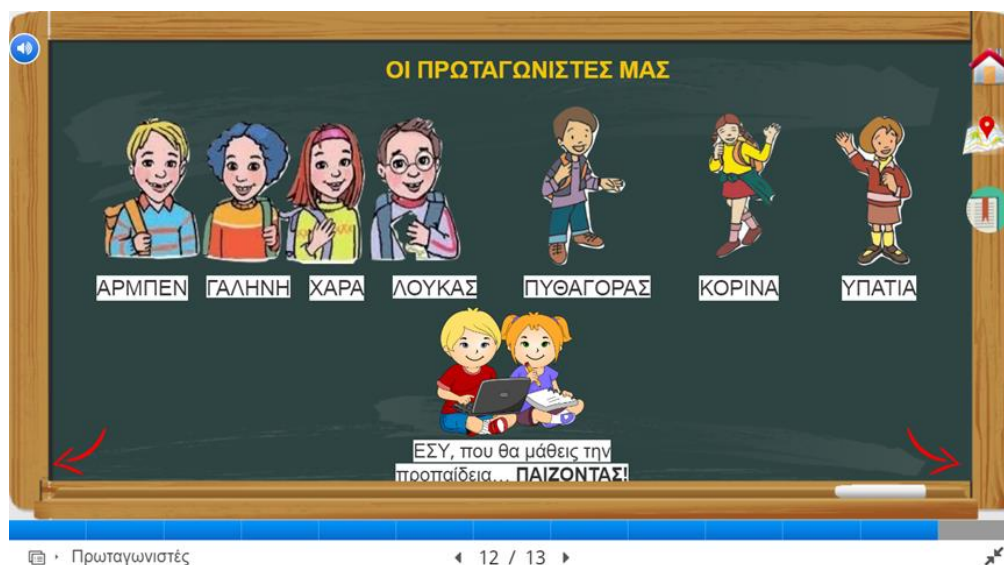 ΟΙ ΠΡΩΤΑΓΩΝΙΣΤΕΣ ΜΑΣ
ΑΡΜΠΕΝ ΓΑΛΗΝΗ ΧΑΡΑ ΛΟΥΚΑΣ ΠΥΘΑΓΟΡΑΣ ΚΟΡΙΝΑ ΥΠΑΤΙΑ
ΕΣΥ, που θα μάθεις την
προπαίδεια... ΠΑΙΖΟΝΤΑΣ!
Πρωταγωνιστές 12 / 13